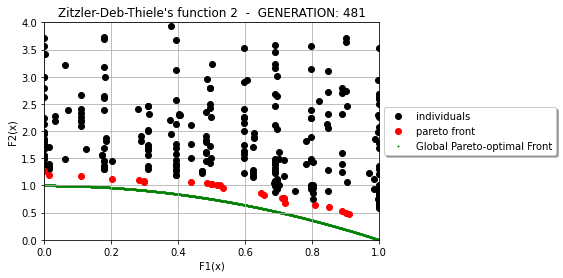 Zitzler-Deb-Thiele's function 2 - GENERATION: 481
4.0
3.5
3.0
2.5
2.0
1.5
1.0
0.5
0.0
F2(x)
0.0 0.2 0.4 0.6 0.8 1.0
F1(x)
individuals
pareto front
Global Pareto-optimal Front